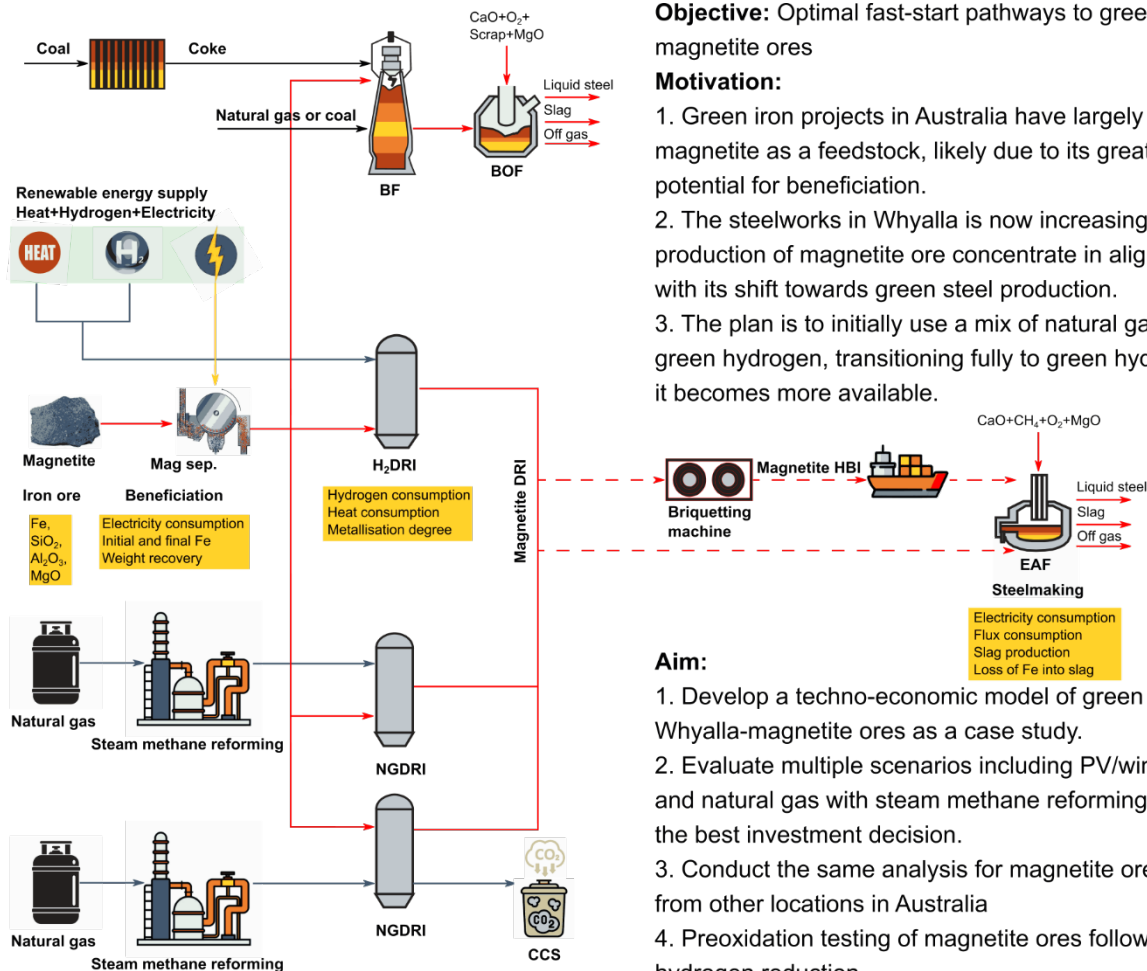 Coal
Coke
CaO+O₂+
Scrap+MgO
Liquid steel
Slag
Off gas
Natural gas or coal
BF
BOF
Renewable energy supply
Heat+Hydrogen+Electricity
HEAT
H₂
Magnetite
Mag sep.
H₂DRI
Iron ore
Beneficiation
Fe,
SiO₂,
Al₂O₃,
MgO
Electricity consumption
Initial and final Fe
Weight recovery
Hydrogen consumption
Heat consumption
Metallisation degree
Magnetite DRI
Natural gas
Steam methane reforming
NGDRI
Natural gas
Steam methane reforming
NGDRI
CO₂
CO₂
CCS
Objective: Optimal fast-start pathways to
magnetite ores
Motivation:
1. Green iron projects in Australia have largely
magnetite as a feedstock, likely due to its
potential for beneficiation.
2. The steelworks in Whyalla is now increasing
production of magnetite ore concentrate in
with its shift towards green steel production.
3. The plan is to initially use a mix of natural
green hydrogen, transitioning fully to green
it becomes more available.
Briquetting
machine
Magnetite HBI
CaO+CH₄+O₂+MgO
Liquid steel
Slag
Off gas
EAF
Steelmaking
Electricity consumption
Flux consumption
Slag production
Loss of Fe into slag
Aim:
1. Develop a techno-economic model of green
Whyalla-magnetite ores as a case study.
2. Evaluate multiple scenarios including
and natural gas with steam methane reforming
the best investment decision.
3. Conduct the same analysis for magnetite
from other locations in Australia
4. Preoxidation testing of magnetite ores
hydrogen reduction